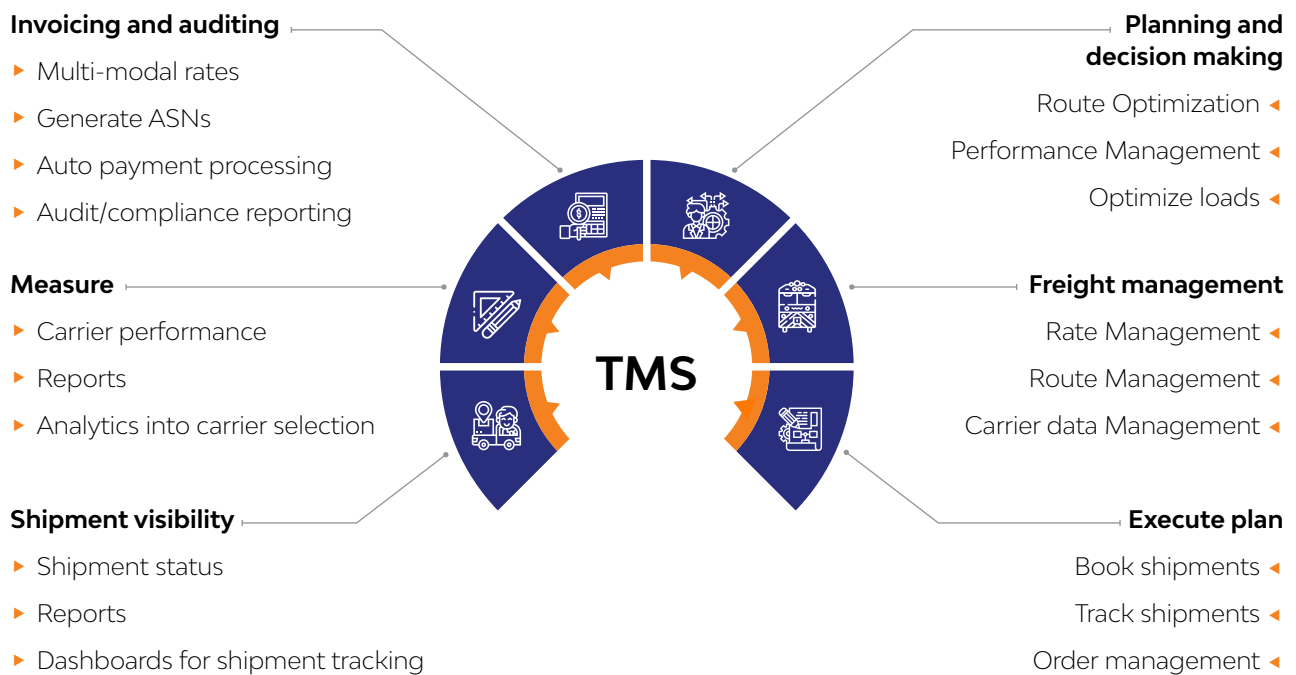 Invoicing and auditing
Multi-modal rates
Generate ASNs
Auto payment processing
Audit/compliance reporting
Measure
Carrier performance
Reports
Analytics into carrier selection
Shipment visibility
Shipment status
Reports
Dashboards for shipment tracking
TMS
Planning and
decision making
Route Optimization
Performance Management
Optimize loads
Freight management
Rate Management
Route Management
Carrier data Management
Execute plan
Book shipments
Track shipments
Order management